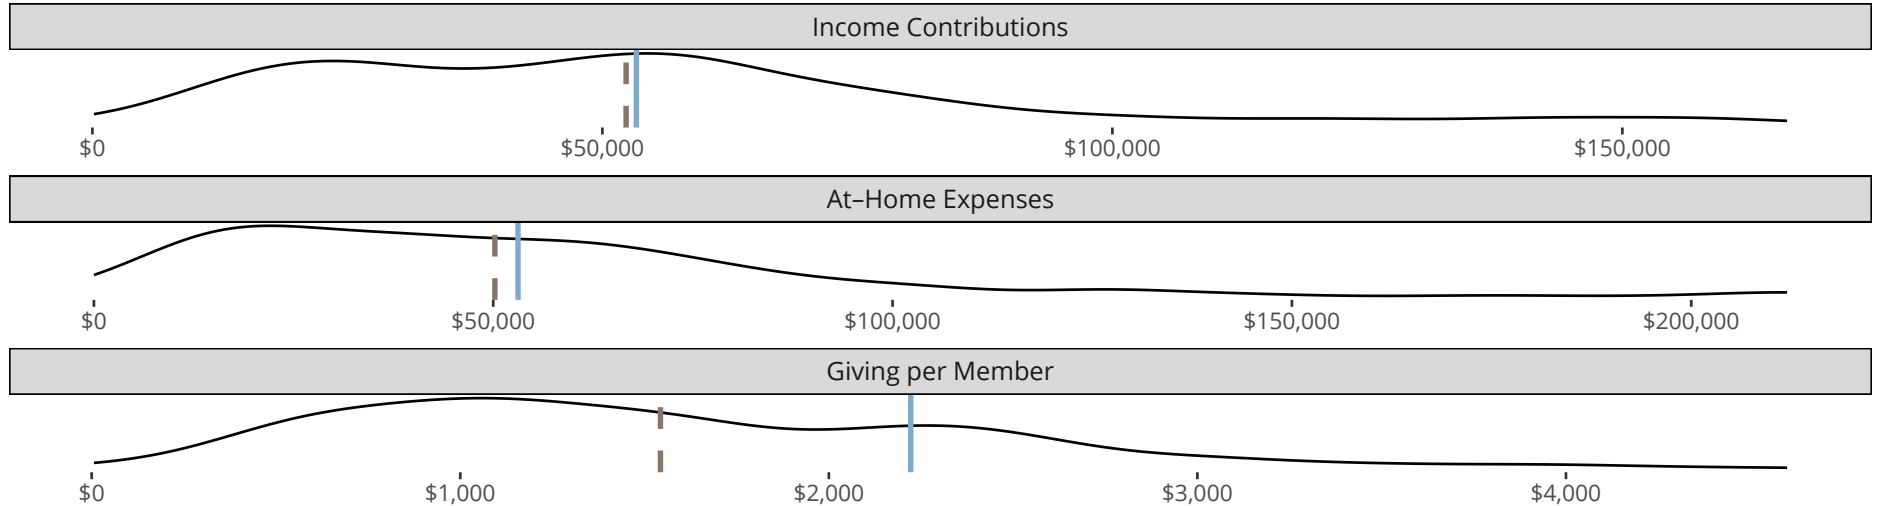 Income Contributions
$0 $50,000 $100,000 $150,000
At–Home Expenses
$0 $50,000 $100,000 $150,000 $200,000
Giving per Member
$0 $1,000 $2,000 $3,000 $4,000